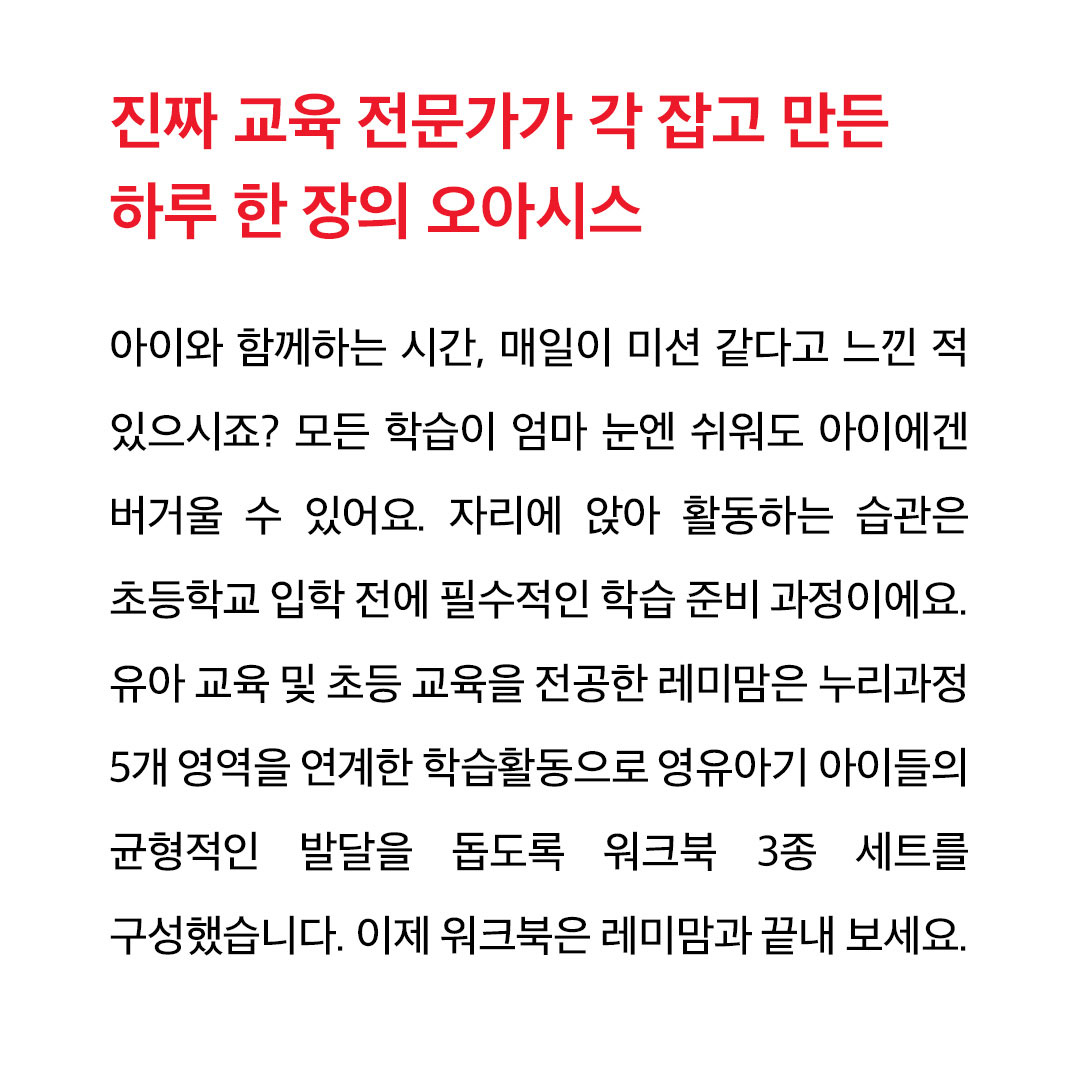 진짜 교육 전문가가 각 잡고 만든
하루 한 장의 오아시스
아이와 함께하는 시간, 매일이 미션 같다고 느낀 적
있으시죠? 모든 학습이 엄마 눈엔 쉬워도 아이에겐
버거울 수 있어요. 자리에 앉아 활동하는 습관은
초등학교 입학 전에 필수적인 학습 준비 과정이에요.
유아 교육 및 초등 교육을 전공한 레미맘은 누리과정
5개 영역을 연계한 학습활동으로 영유아기 아이들의
균형적인 발달을 돕도록 워크북 3종 세트를
구성했습니다. 이제 워크북은 레미맘과 끝내 보세요.